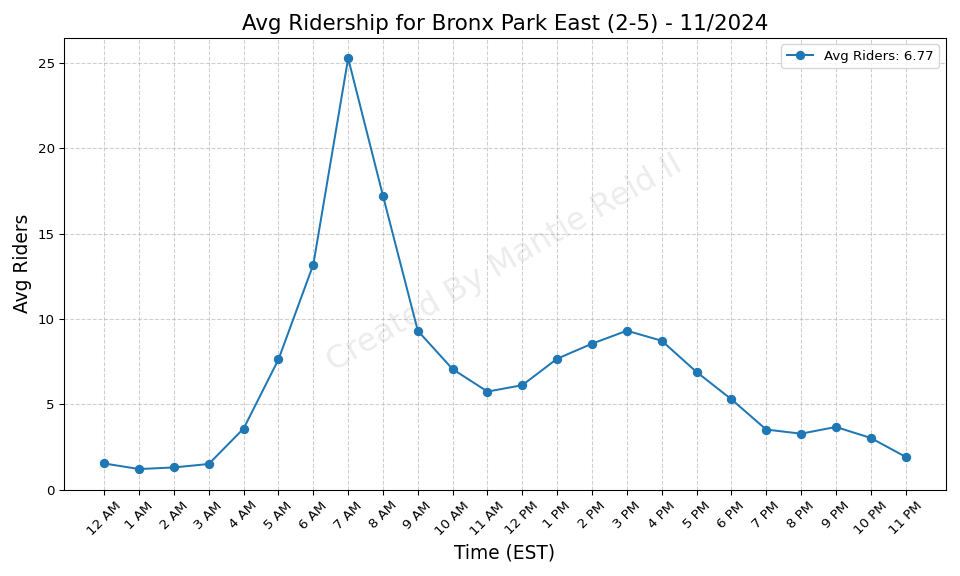 Avg Ridership for Bronx Park East (2-5) - 11/2024
Avg Riders: 6.77
25
20
15
10
5
0
Avg Riders
Created By Mantle Reid II
12 AM
1 AM
2 AM
3 AM
4 AM
5 AM
6 AM
7 AM
8 AM
9 AM
10 AM
11 AM
12 PM
1 PM
2 PM
3 PM
4 PM
5 PM
6 PM
7 PM
8 PM
9 PM
10 PM
11 PM
Time (EST)